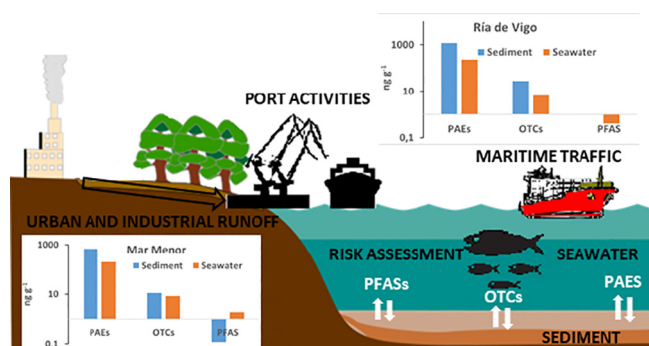 Ría de Vigo
Sediment
Seawater
ng g-1
1000
10
0,1
PAEs
OTCs
PFAS
PORT ACTIVITIES
MARITIME TRAFFIC
URBAN AND INDUSTRIAL RUNOFF
Mar Menor
Sediment
Seawater
ng g-1
1000
10
0,1
PAEs
OTCs
PFAS
RISK ASSESSMENT
SEAWATER
PFASs
OTCs
PAES
SEDIMENT